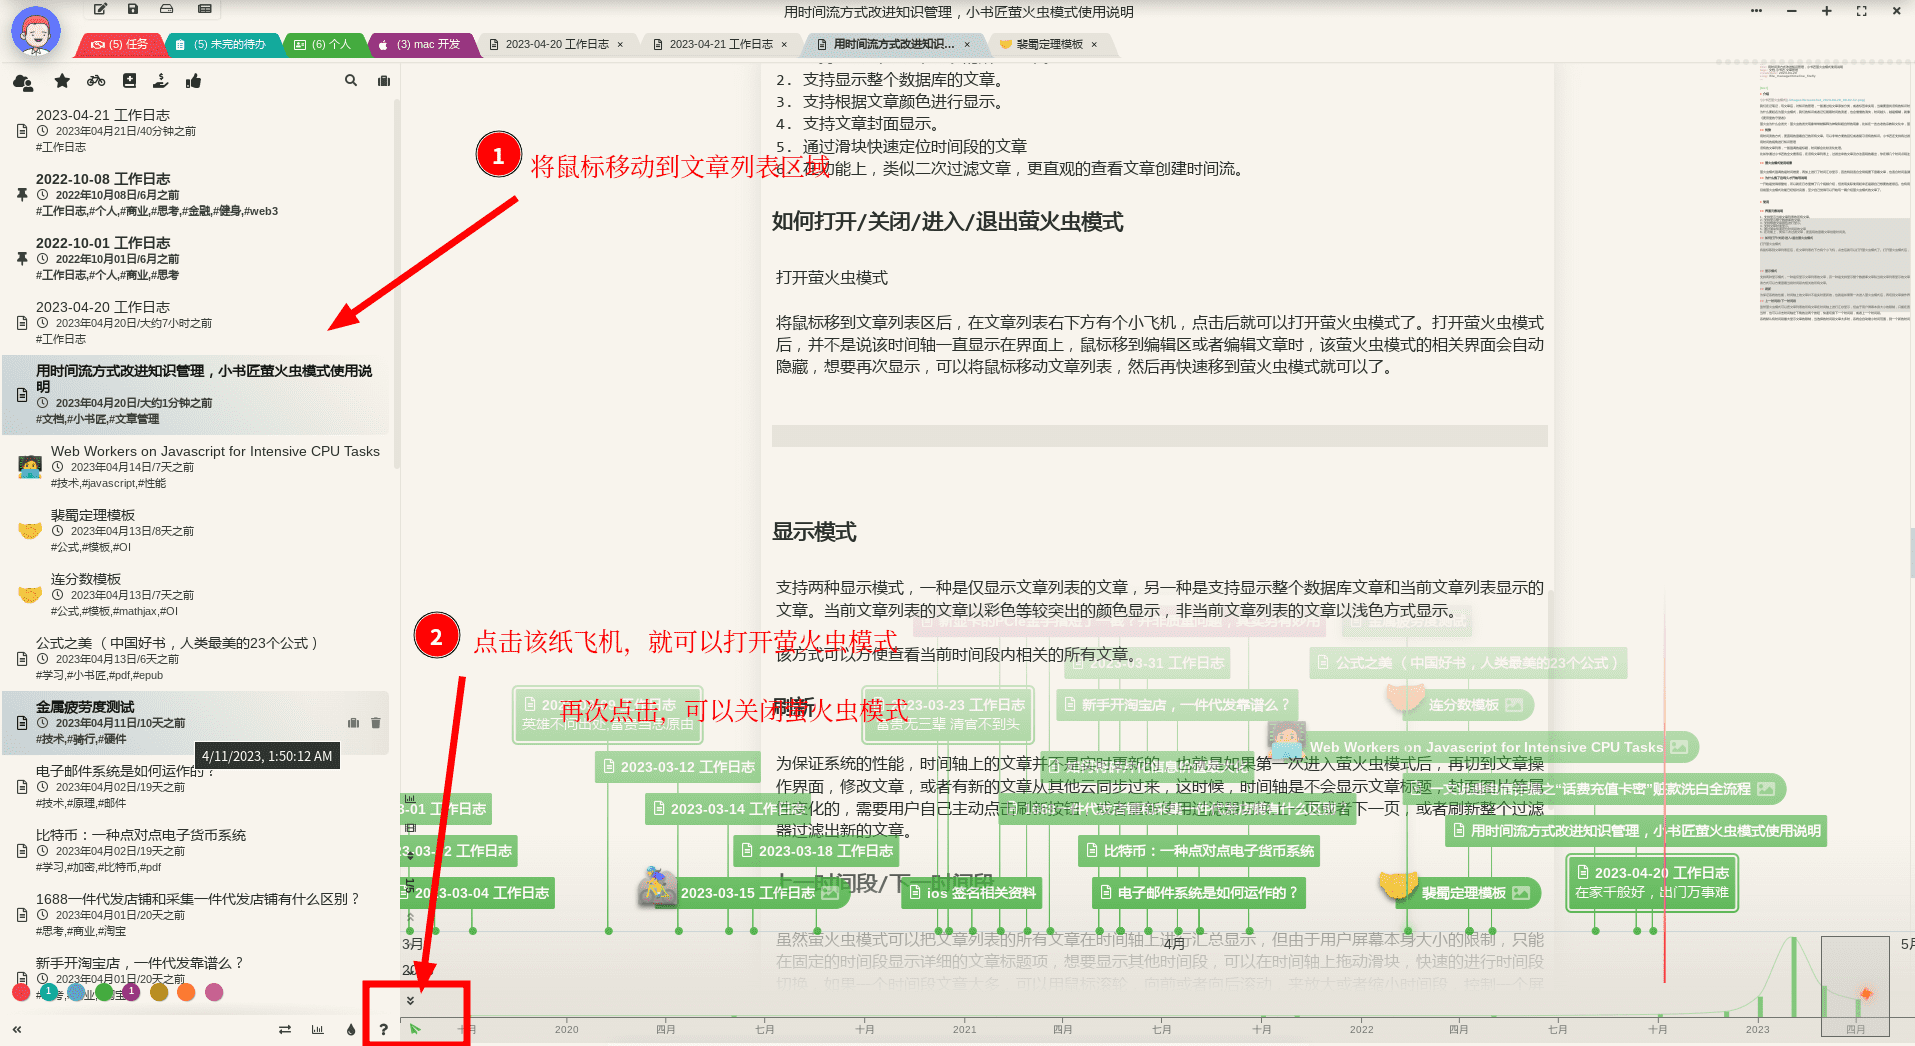 用时间流方式改进知识管理，小书匠萤火虫模式使用说明
(5) 任务
(5) 未完的待办
(6) 个人
(3) mac 开发
2023-04-20 工作日志 ×
2023-04-21 工作日志 ×
用时间流方式改进知识... ×
裴蜀定理模板 ×
2023-04-21 工作日志
2023年04月21日/40分钟之前
#工作日志
2022-10-08 工作日志
2022年10月08日/6月之前
#工作日志,#个人,#商业,#思考,#金融,#健身,#web3
2022-10-01 工作日志
2022年10月01日/6月之前
#工作日志,#个人,#商业,#思考
2023-04-20 工作日志
2023年04月20日/大约7小时之前
#工作日志
用时间流方式改进知识管理，小书匠萤火虫模式使用说
明
2023年04月20日/大约1分钟之前
#文档,#小书匠,#文章管理
Web Workers on Javascript for Intensive CPU Tasks
2023年04月14日/7天之前
#技术,#javascript,#性能
裴蜀定理模板
2023年04月13日/8天之前
#公式,#模板,#OI
连分数模板
2023年04月13日/7天之前
#公式,#模板,#mathjax,#OI
公式之美（ 中国好书，人类最美的23个公式 ）
2023年04月13日/6天之前
#学习,#小书匠,#pdf,#epub
金属疲劳度测试
2023年04月11日/10天之前
#技术,#骑行,#硬件
4/11/2023, 1:50:12 AM
电子邮件系统是如何运作的？
2023年04月02日/19天之前
#技术,#原理,#邮件
比特币：一种点对点电子货币系统
2023年04月02日/19天之前
#学习,#加密,#比特币,#pdf
1688一件代发店铺和采集一件代发店铺有什么区别？
2023年04月01日/20天之前
#思考,#商业,#淘宝
新手开淘宝店，一件代发靠谱么？
2023年04月01日/20天之前
1
1
2. 支持显示整个数据库的文章。
3. 支持根据文章颜色进行显示。
4. 支持文章封面显示。
5. 通过滑块快速定位时间段的文章
6. 在功能上，类似二次过滤文章，更直观的查看文章创建时间流。
1
将鼠标移动到文章列表区域
如何打开/关闭/进入/退出萤火虫模式
打开萤火虫模式
将鼠标移到文章列表区后，在文章列表右下方有个小飞机，点击后就可以打开萤火虫模式了。打开萤火虫模式
后，并不是说该时间轴一直显示在界面上，鼠标移到编辑区或者编辑文章时，该萤火虫模式的相关界面会自动
隐藏，想要再次显示，可以将鼠标移动文章列表，然后再快速移到萤火虫模式就可以了。
显示模式
支持两种显示模式，一种是仅显示文章列表的文章，另一种是支持显示整个数据库文章和当前文章列表显示的
文章。当前文章列表的文章以彩色等较突出的颜色显示，非当前文章列表的文章以浅色方式显示。
2
点击该纸飞机，就可以打开萤火虫模式
该方式可以方便查看当前时间段内相关的所有文章。
再次点击，可以关闭萤火虫模式
刷新
为保证系统的性能，时间轴上的文章并不是实时更新的，也就是如果第一次进入萤火虫模式后，再切到文章操
作界面，修改文章，或者有新的文章从其他云同步过来，这时候，时间轴是不会显示文章标题，封面图片等属
性变化的，需要用户自己主动点击刷新按钮，或者重新使用过滤器切换上一页，或者下一页，或者刷新整个过滤
器过滤出新的文章。
上一时间段/下一时间段
虽然萤火虫模式可以把文章列表的所有文章在时间轴上进行汇总显示，但由于用户屏幕本身大小的限制，只能
在固定的时间段显示详细的文章标题项，想要显示其他时间段，可以在时间轴上拖动滑块，快速的进行时间段
金属疲劳度测试
2023-03-31 工作日志
公式之美（ 中国好书，人类最美的23个公式 ）
英雄不问出处,富贵当思原由
2023-03-23 工作日志
富贵无三辈 清官不到头
新手开淘宝店，一件代发靠谱么？
连分数模板
Web Workers on Javascript for Intensive CPU Tasks
2023-03-12 工作日志
2023-03-14 工作日志
“话费充值卡密”赃款洗白全流程
3-01 工作日志
2023-03-18 工作日志
比特币：一种点对点电子货币系统
用时间流方式改进知识管理，小书匠萤火虫模式使用说明
2023-03-04 工作日志
2023-03-15 工作日志
ios 签名相关资料
电子邮件系统是如何运作的？
裴蜀定理模板
2023-04-20 工作日志
在家千般好，出门万事难
1/5
3月
4月
十月
2020
四月
七月
十月
2021
四月
七月
十月
2022
四月
七月
十月
2023
四月